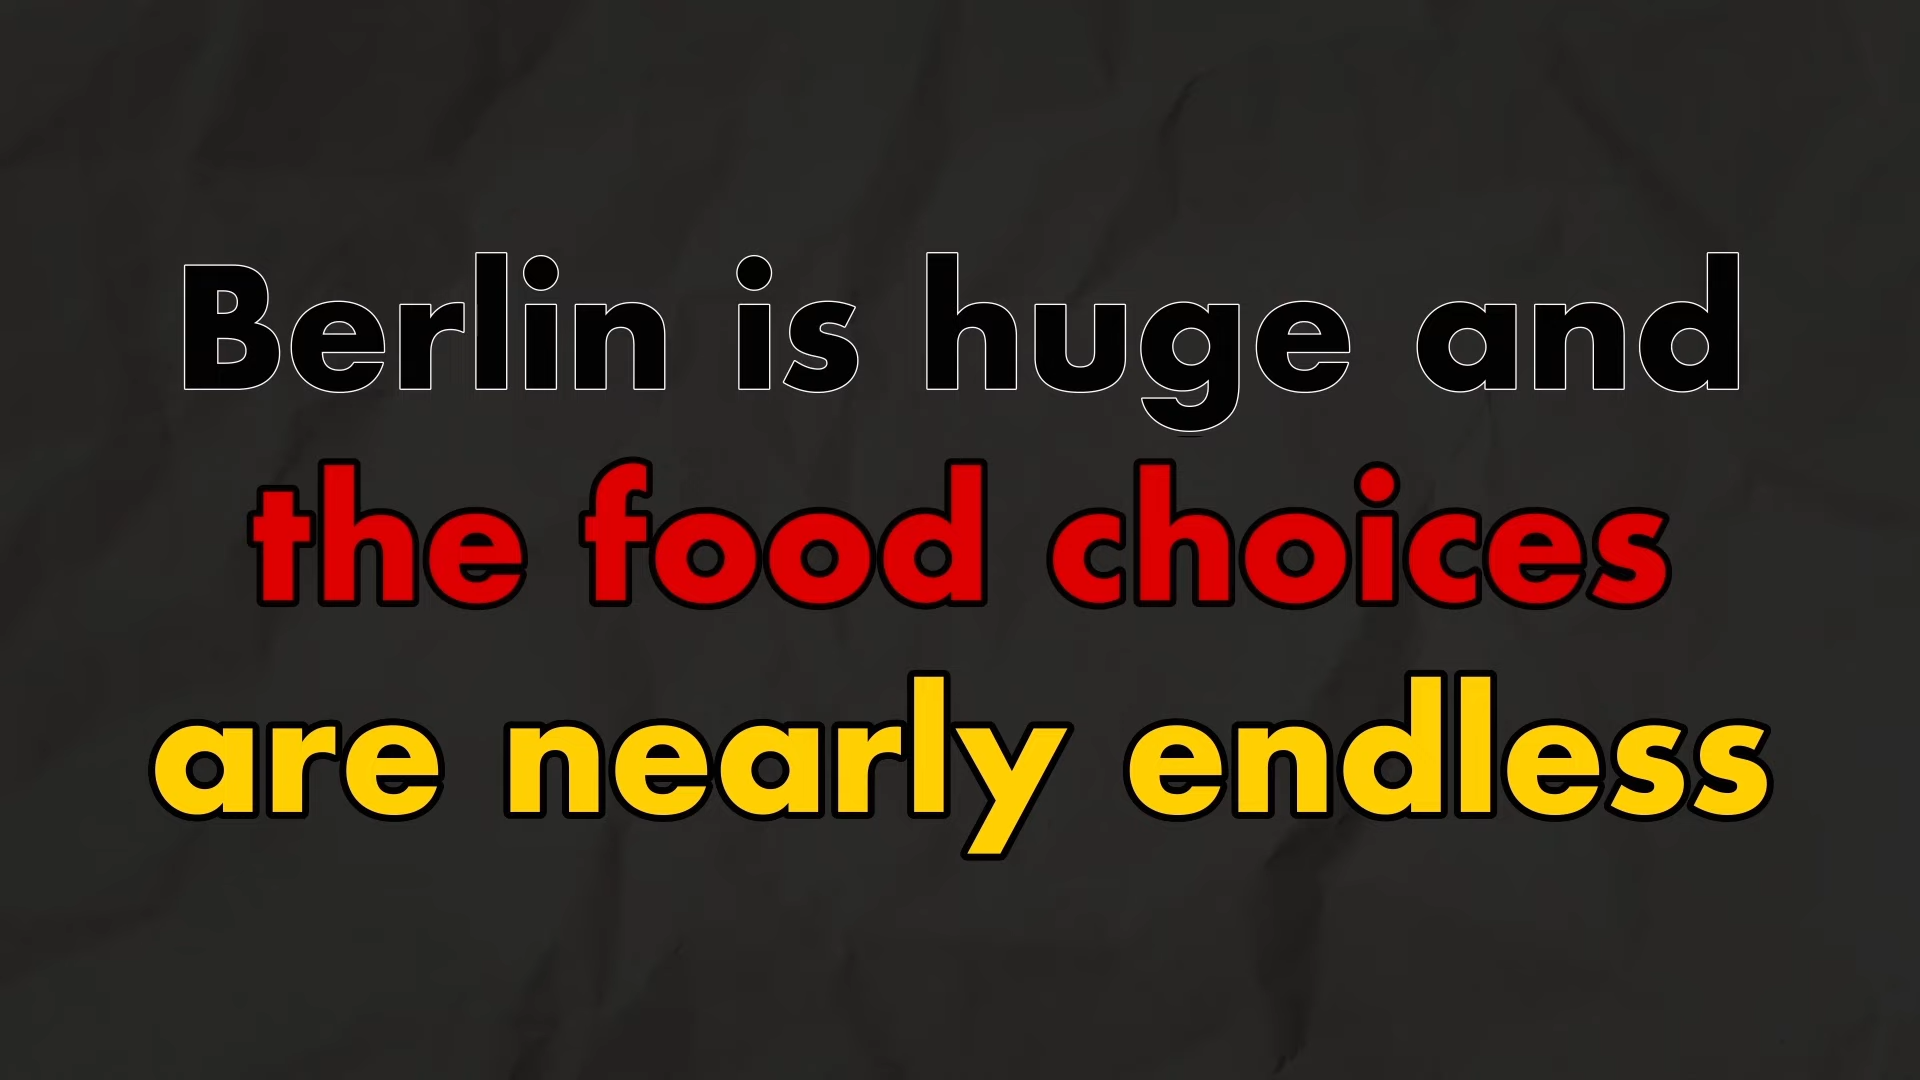 Berlin is huge and
the food choices
are nearly endless